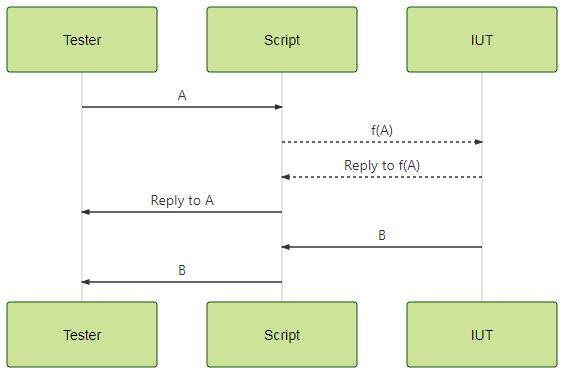 Tester Script IUT
A
f(A)
Reply to f(A)
Reply to A
B
B
Tester Script IUT